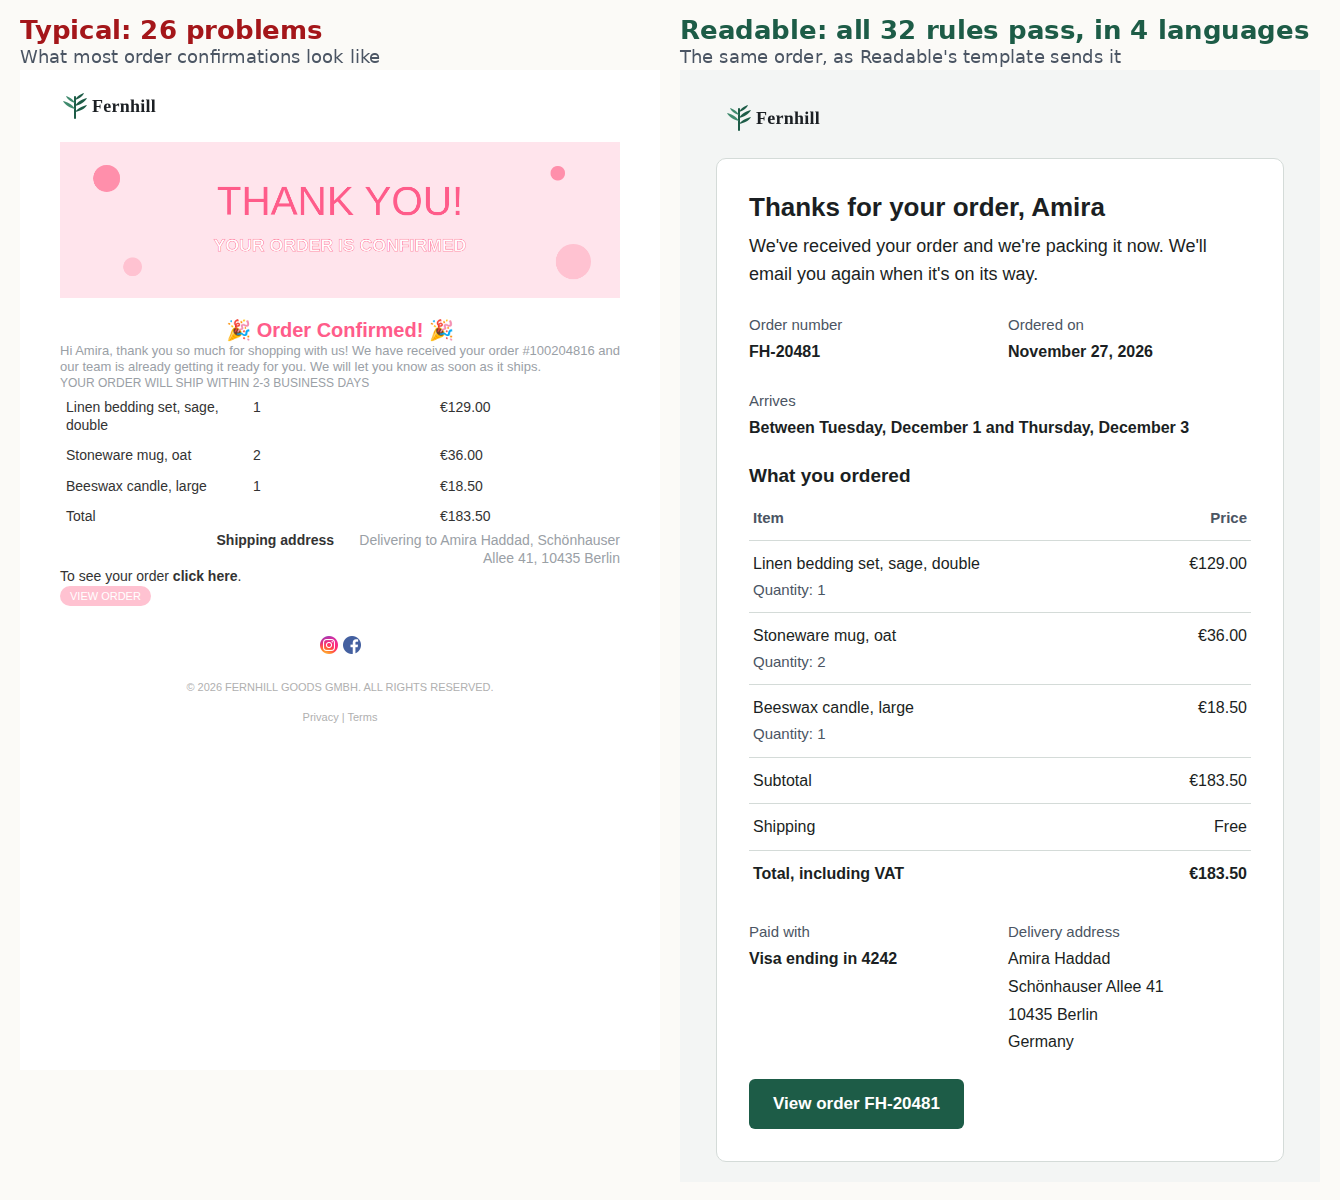 Typical: 26 problems
What most order confirmations look like
Fernhill
THANK YOU!
YOUR ORDER IS CONFIRMED
🎉 Order Confirmed! 🎉
Hi Amira, thank you so much for shopping with us! We have received your order #100204816 and
our team is already getting it ready for you. We will let you know as soon as it ships.
YOUR ORDER WILL SHIP WITHIN 2-3 BUSINESS DAYS
Linen bedding set, sage, 1 €129.00
double
Stoneware mug, oat 2 €36.00
Beeswax candle, large 1 €18.50
Total €183.50
Shipping address Delivering to Amira Haddad, Schönhauser
Allee 41, 10435 Berlin
To see your order click here.
VIEW ORDER
© 2026 FERNHILL GOODS GMBH. ALL RIGHTS RESERVED.
Privacy | Terms
Readable: all 32 rules pass, in 4 languages
The same order, as Readable's template sends it
Fernhill
Thanks for your order, Amira
We've received your order and we're packing it now. We'll
email you again when it's on its way.
Order number Ordered on
FH-20481 November 27, 2026
Arrives
Between Tuesday, December 1 and Thursday, December 3
What you ordered
Item Price
Linen bedding set, sage, double €129.00
Quantity: 1
Stoneware mug, oat €36.00
Quantity: 2
Beeswax candle, large €18.50
Quantity: 1
Subtotal €183.50
Shipping Free
Total, including VAT €183.50
Paid with Delivery address
Visa ending in 4242 Amira Haddad
Schönhauser Allee 41
10435 Berlin
Germany
View order FH-20481